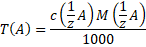 T(A) = c(1/z A) M (1/z A) / 1000